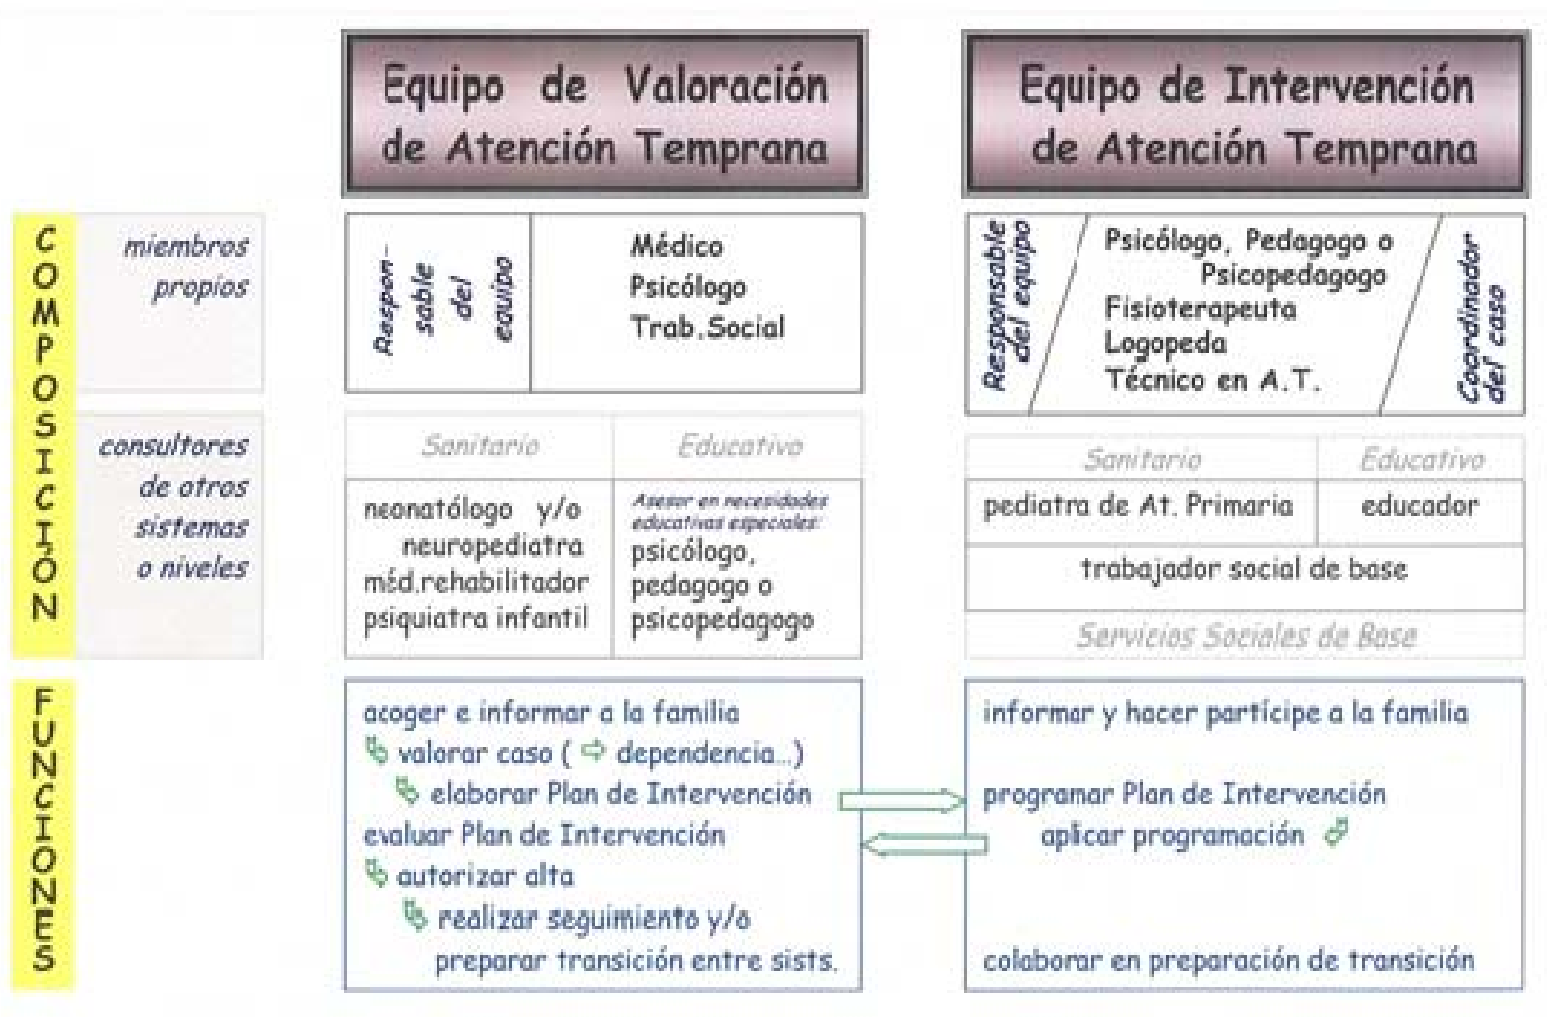 Equipo de Valoración
de Atención Temprana
Equipo de Intervención
de Atención Temprana
COMPOSICIÓN
miembros
propios
Respon-
sable
del
equipo
Médico
Psicólogo
Trab.Social
Responsable
del equipo
Psicólogo, Pedagogo o
Psicopedagogo
Fisioterapeuta
Logopeda
Técnico en A.T.
Coordinador
del caso
consultores
de otros
sistemas
o niveles
Sanitario
Educativo
neonatólogo y/o
neuropediatra
méd.rehabilitador
psiquiatra infantil
Asesor en necesidades
educativas especiales:
psicólogo,
pedagogo o
psicopedagogo
Sanitario
Educativo
pediatra de At. Primaria
educador
trabajador social de base
Servicios Sociales de Base
FUNCIONES
acoger e informar a la familia
valorar caso ( ⇨ dependencia...)
elaborar Plan de Intervención
evaluar Plan de Intervención
autorizar alta
realizar seguimiento y/o
preparar transición entre sists.
informar y hacer partícipe a la familia
programar Plan de Intervención
aplicar programación
colaborar en preparación de transición